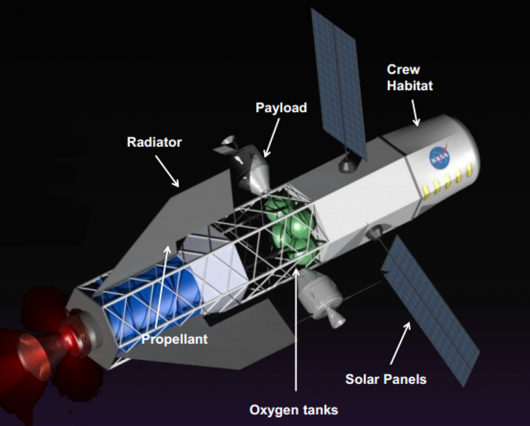 Crew
Habitat
Payload
Radiator
NASA
Propellant
Solar Panels
Oxygen tanks